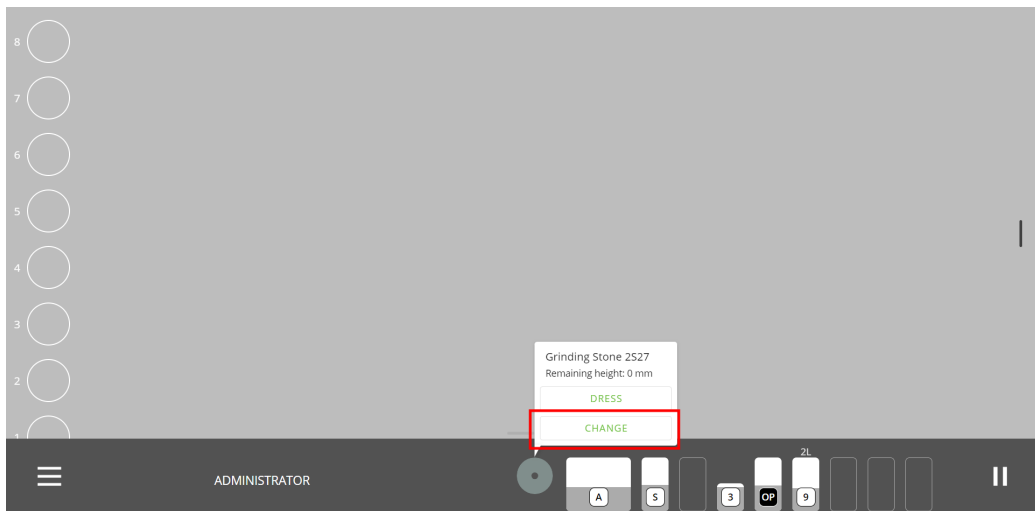 8
7
6
5
4
3
2
1
Grinding Stone 2S27
Remaining height: 0 mm
DRESS
CHANGE
2L
ADMINISTRATOR
A
S
3
OP
9